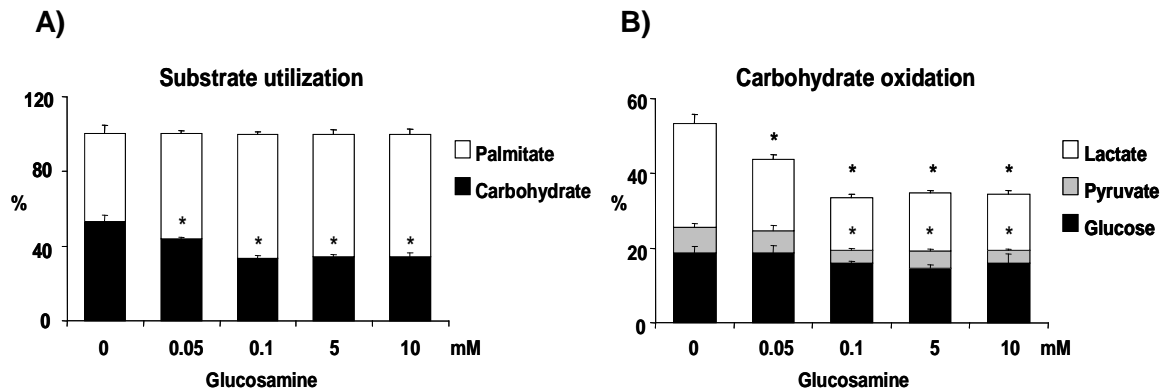 A)
Substrate utilization
120
80
%
40
0
Palmitate
Carbohydrate
*
*
*
*
0 0.05 0.1 5 10 mM
Glucosamine
B)
Carbohydrate oxidation
60
40
%
20
0
Lactate
Pyruvate
Glucose
*
* * *
* * *
0 0.05 0.1 5 10 mM
Glucosamine